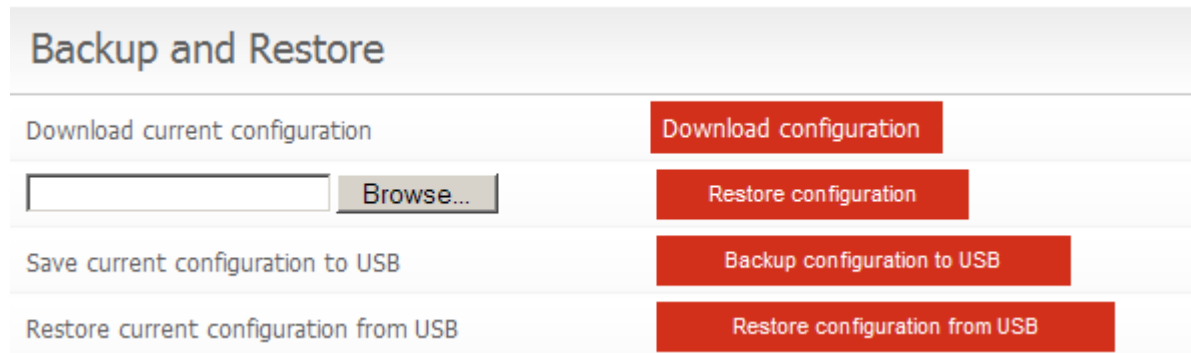 Backup and Restore
Download current configuration Download configuration
Browse... Restore configuration
Save current configuration to USB Backup configuration to USB
Restore current configuration from USB Restore configuration from USB